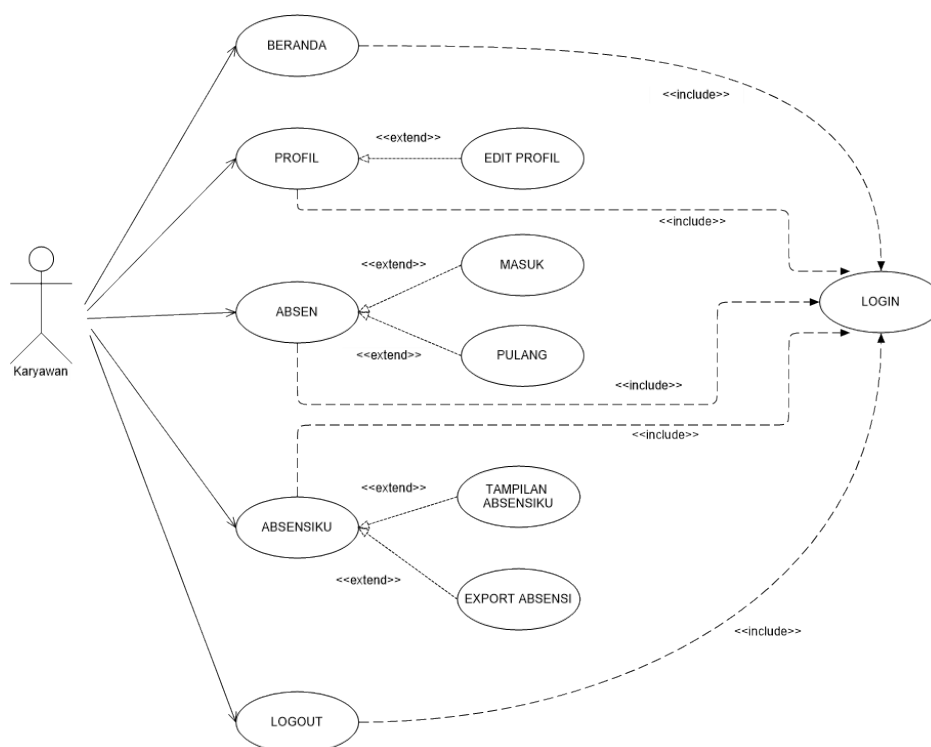 BERANDA
<<include>>
<<extend>>
PROFIL
EDIT PROFIL
<<include>>
<<extend>>
MASUK
ABSEN
LOGIN
Karyawan
<<extend>>
PULANG
<<include>>
<<include>>
<<extend>>
TAMPILAN
ABSENSIKU
ABSENSIKU
<<extend>>
EXPORT ABSENSI
<<include>>
LOGOUT